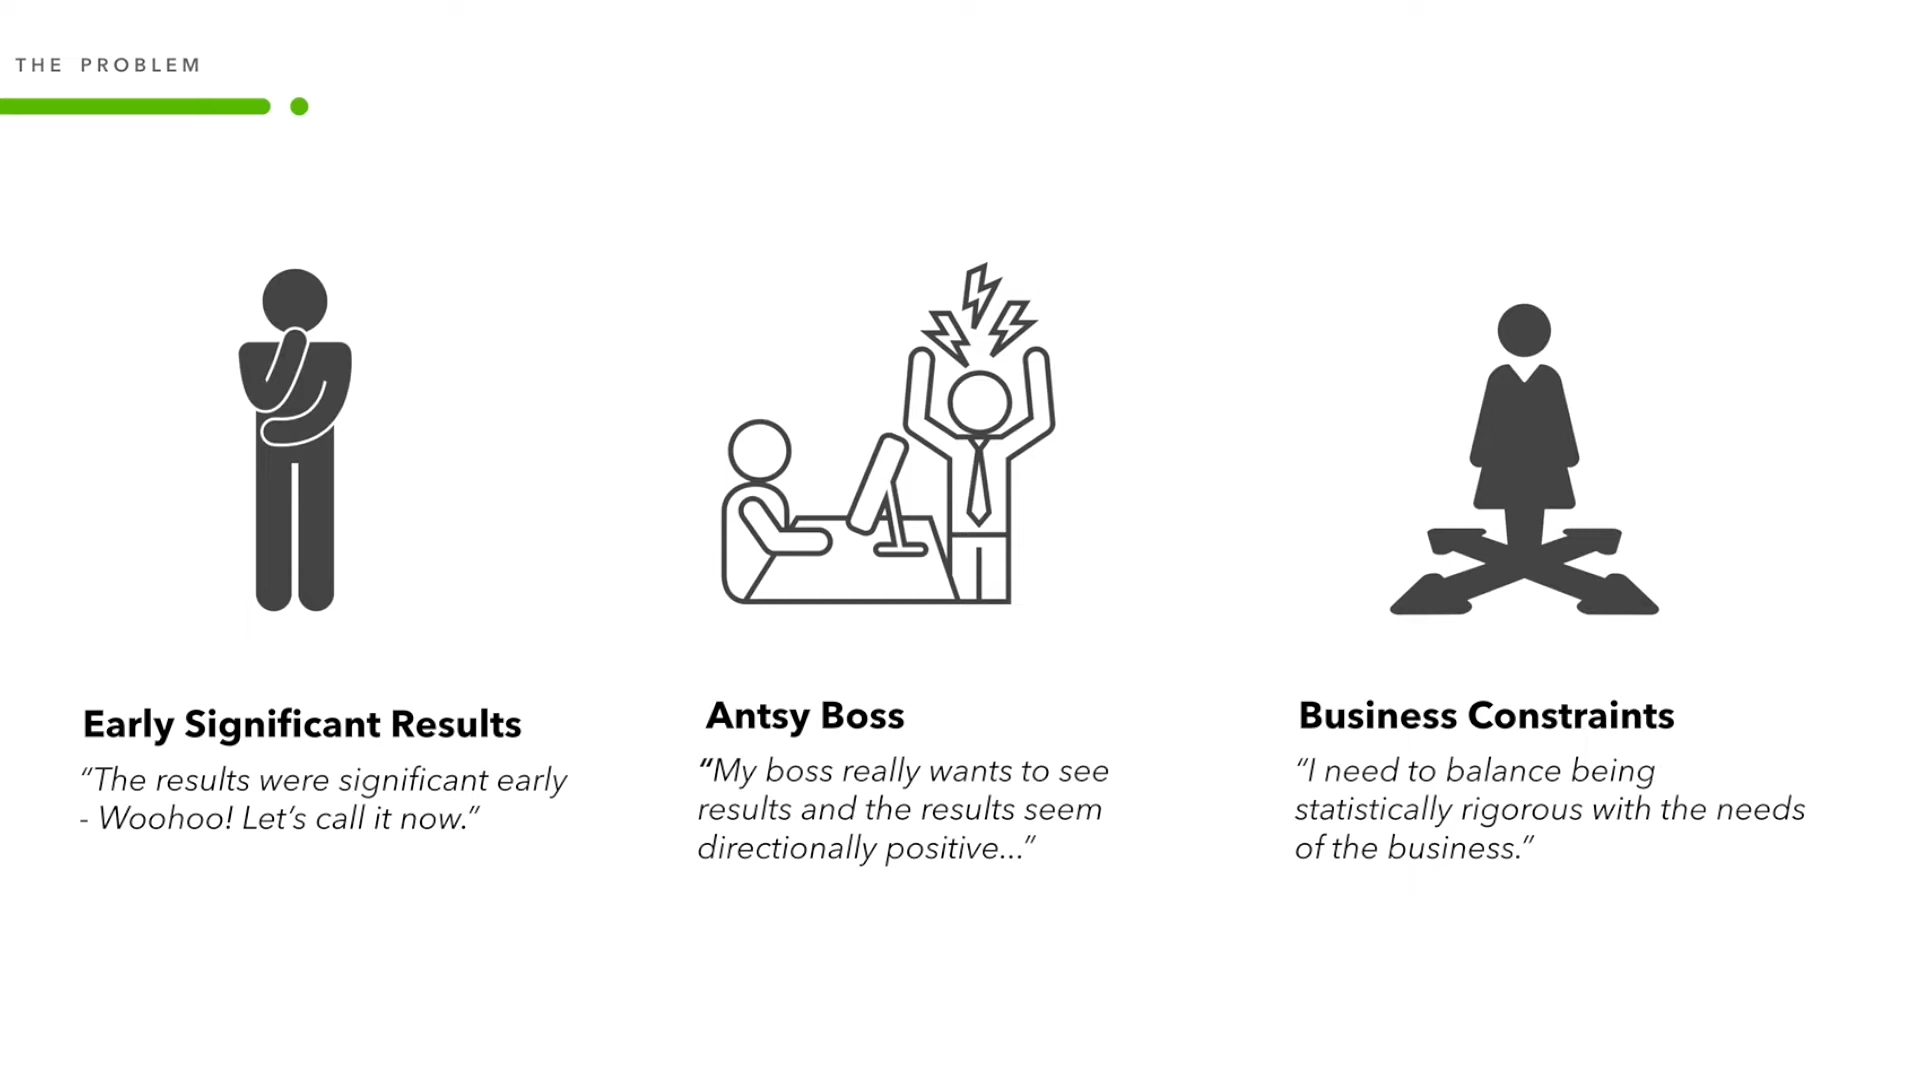 THE PROBLEM
Early Significant Results
“The results were significant early
- Woohoo! Let’s call it now.”
Antsy Boss
“My boss really wants to see
results and the results seem
directionally positive...”
Business Constraints
“I need to balance being
statistically rigorous with the needs
of the business.”